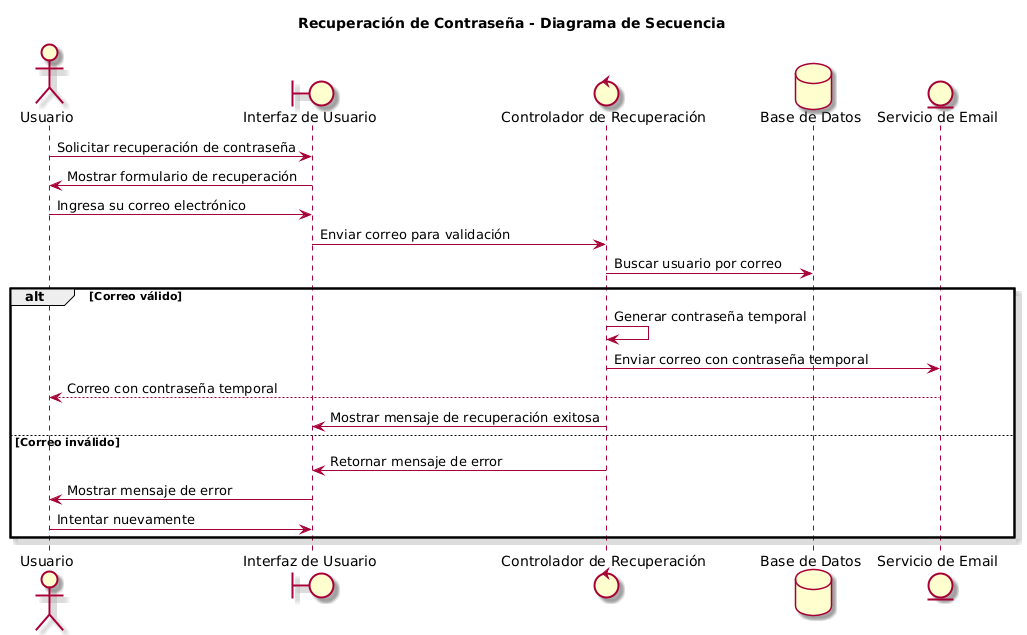 Recuperación de Contraseña - Diagrama de Secuencia
Usuario
Interfaz de Usuario
Controlador de Recuperación
Base de Datos
Servicio de Email
Solicitar recuperación de contraseña
Mostrar formulario de recuperación
Ingresa su correo electrónico
Enviar correo para validación
Buscar usuario por correo
alt
[Correo válido]
Generar contraseña temporal
Enviar correo con contraseña temporal
Correo con contraseña temporal
Mostrar mensaje de recuperación exitosa
[Correo inválido]
Retornar mensaje de error
Mostrar mensaje de error
Intentar nuevamente
Usuario
Interfaz de Usuario
Controlador de Recuperación
Base de Datos
Servicio de Email